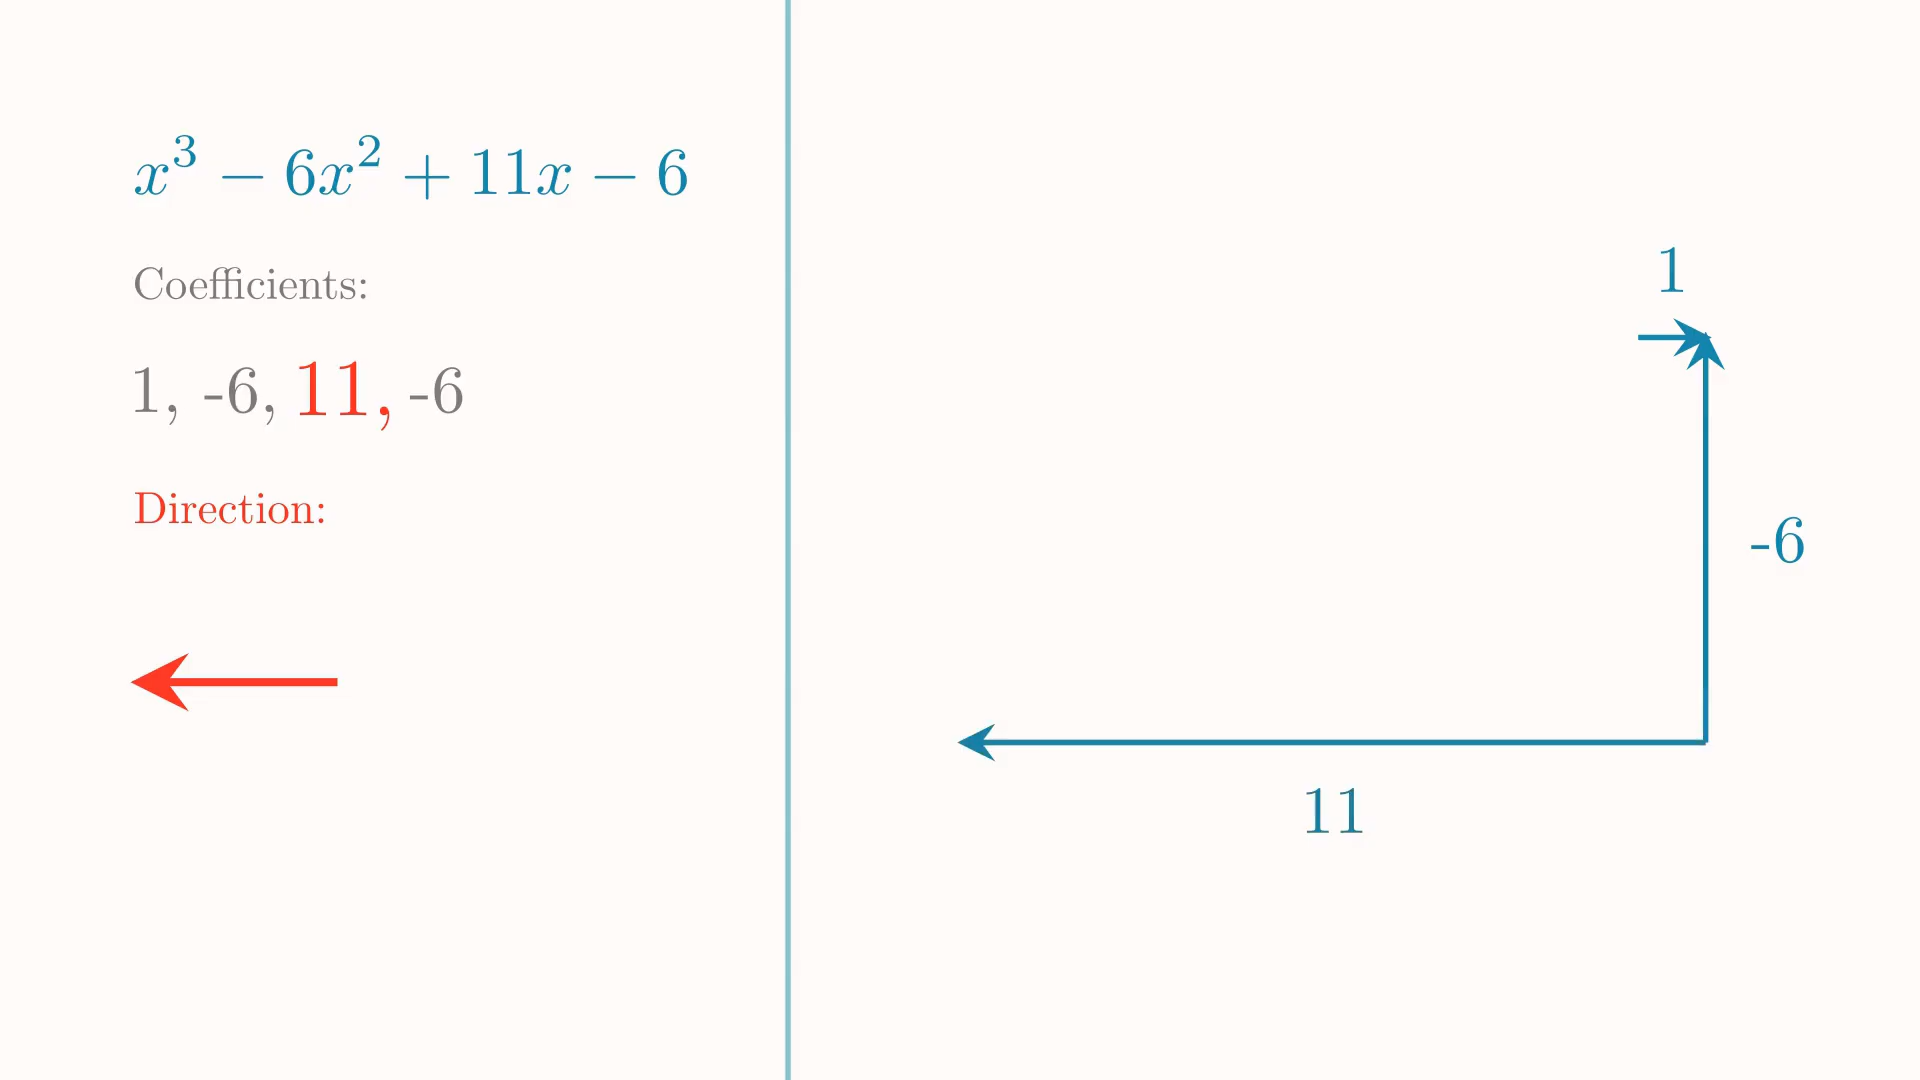 x³ − 6x² + 11x − 6
Coefficients:
1, -6, 11, -6
Direction:
1
-6
11